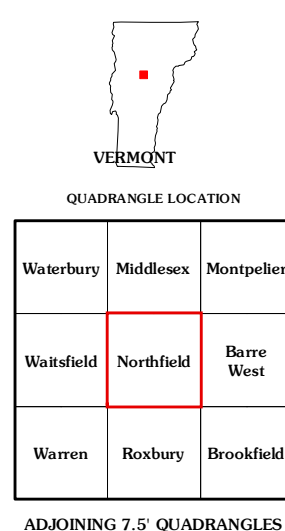 VERMONT
QUADRANGLE LOCATION
Waterbury Middlesex Montpelier
Waitsfield Northfield Barre West
Warren Roxbury Brookfield
ADJOINING 7.5' QUADRANGLES